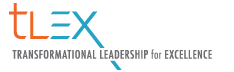 TLEX
TRANSFORMATIONAL LEADERSHIP for EXCELLENCE